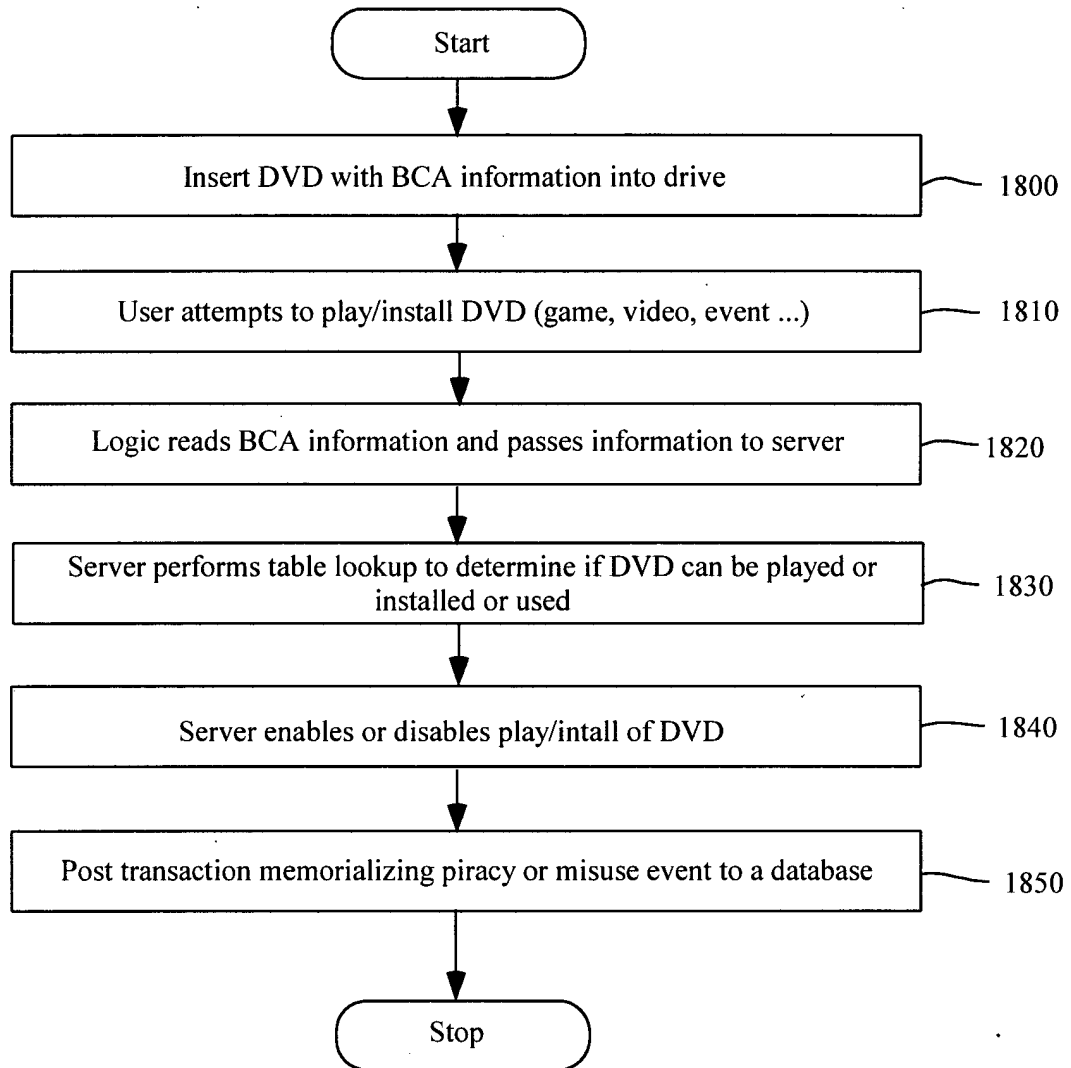 Start
Insert DVD with BCA information into drive
1800
User attempts to play/install DVD (game, video, event ...)
1810
Logic reads BCA information and passes information to server
1820
Server performs table lookup to determine if DVD can be played or
installed or used
1830
Server enables or disables play/intall of DVD
1840
Post transaction memorializing piracy or misuse event to a database
1850
Stop